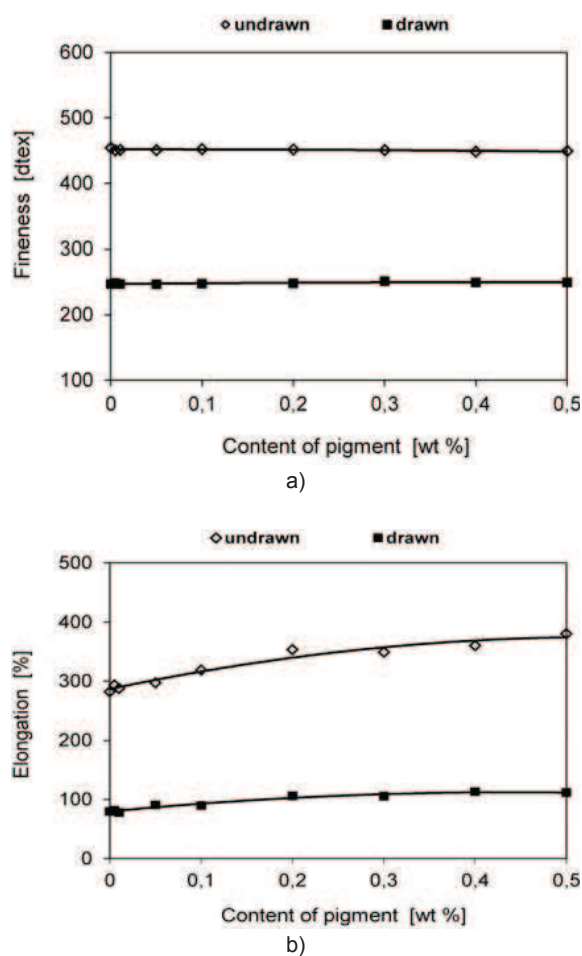 undrawn drawn
600
500
400
300
200
100
0 0,1 0,2 0,3 0,4 0,5
Fineness [dtex]
Content of pigment [wt %]
a)
undrawn drawn
500
400
300
200
100
0
0 0,1 0,2 0,3 0,4 0,5
Elongation [%]
Content of pigment [wt %]
b)